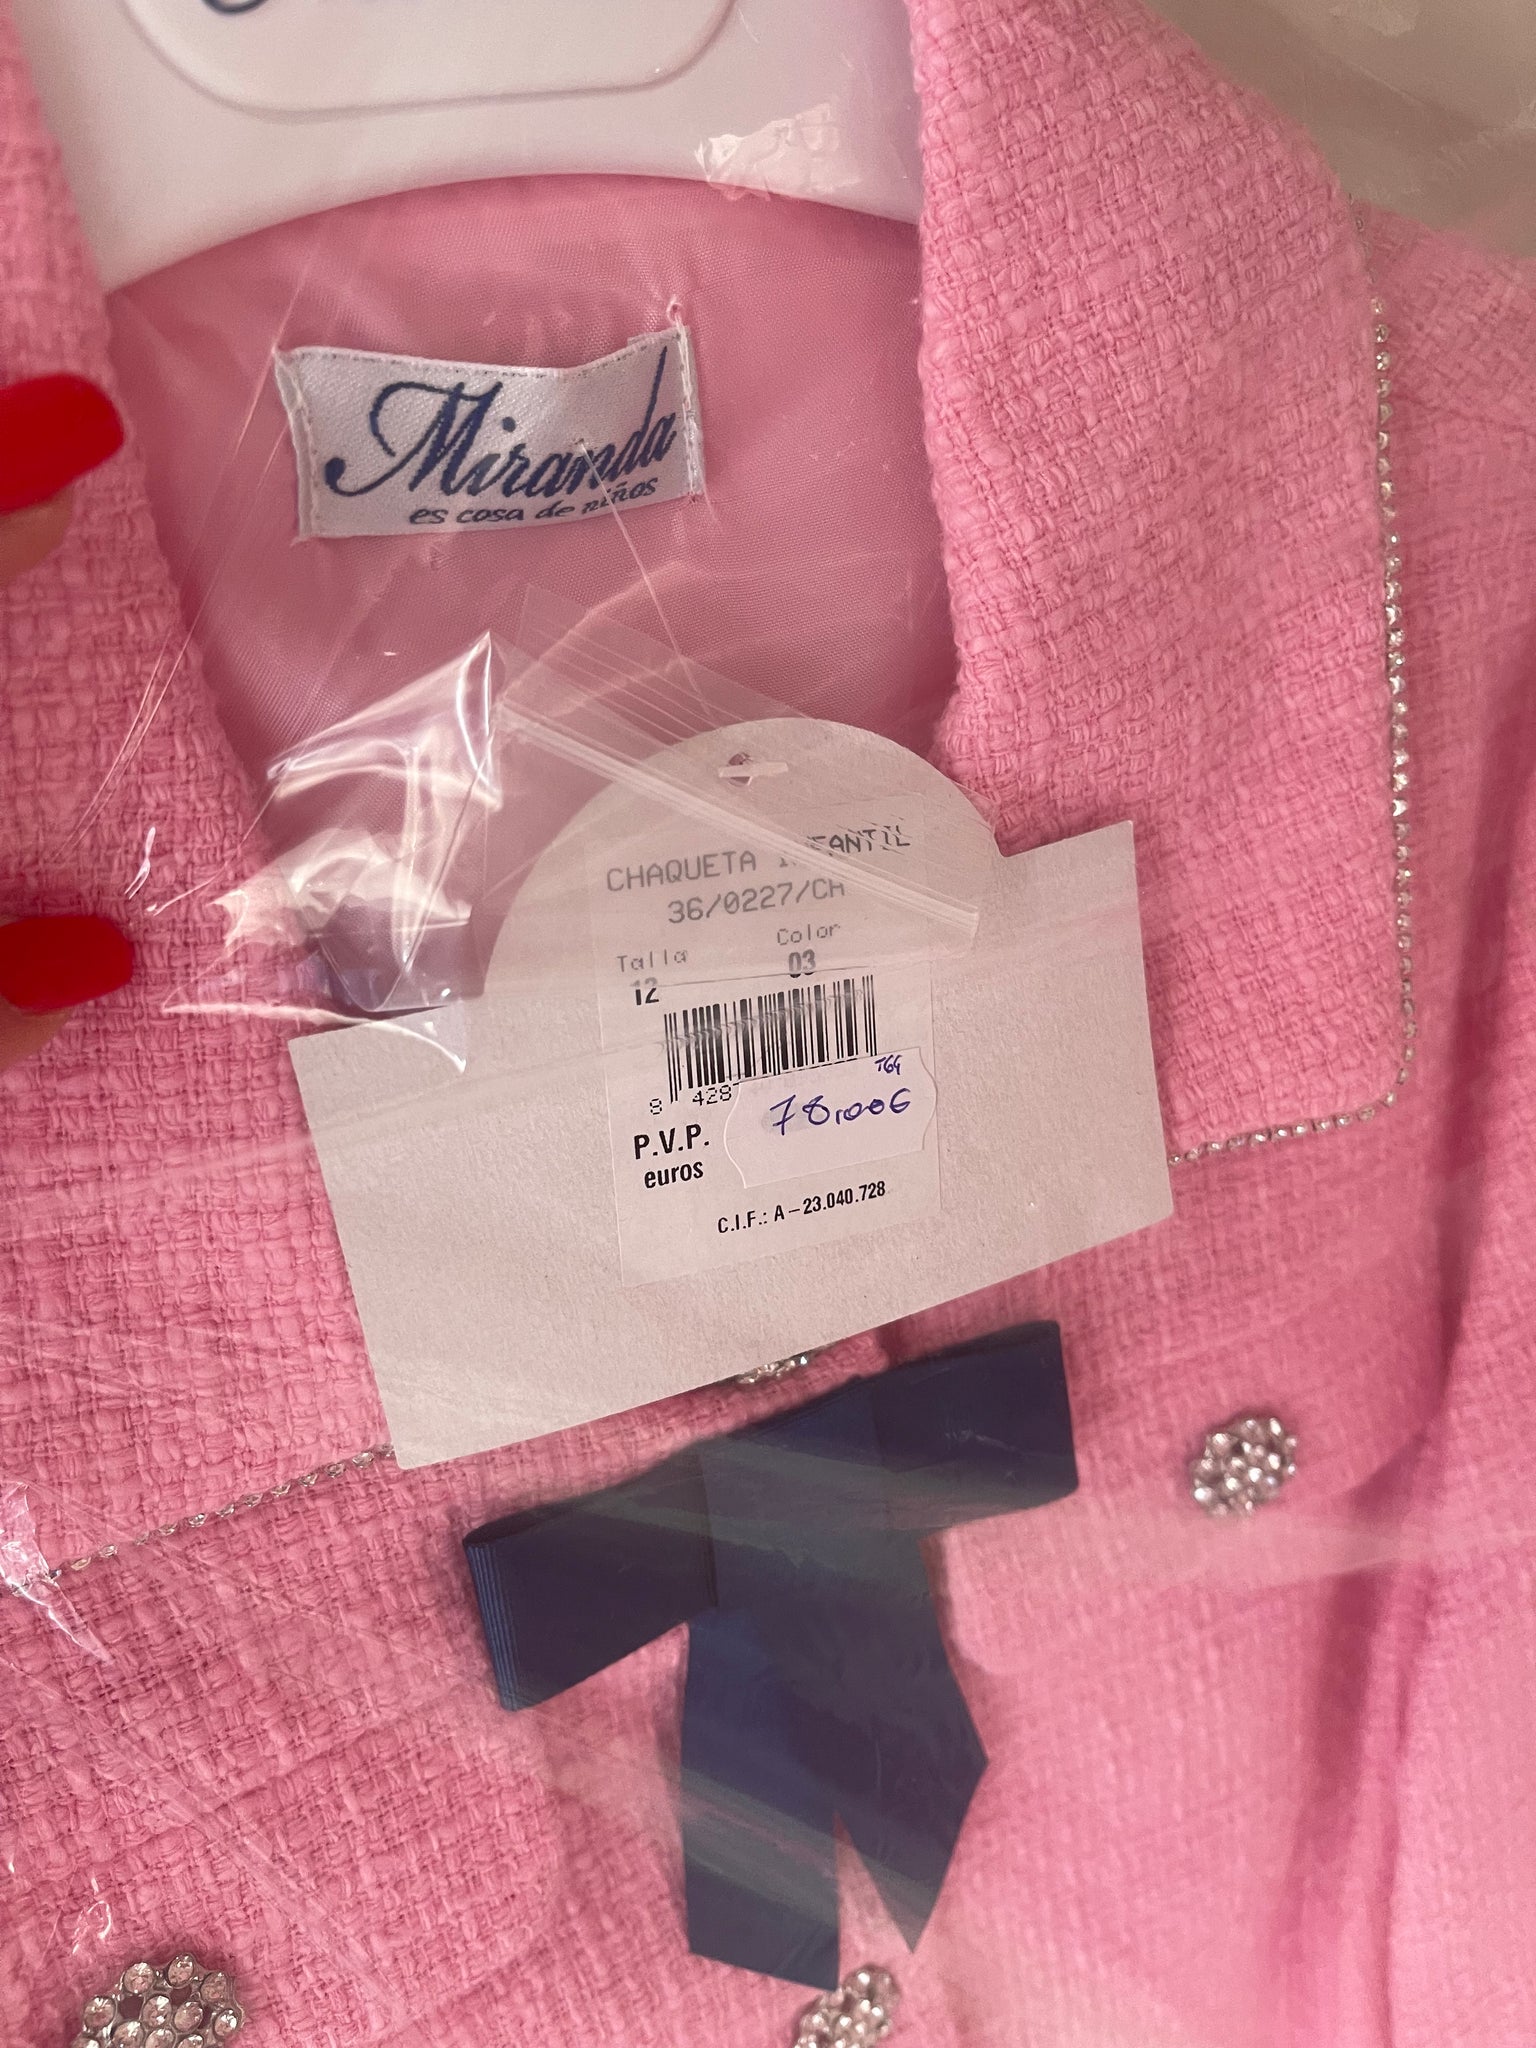 Miranda
es cosa de niños
CHAQUETA INFANTIL
36/0227/CH
Talla Color
12 03
8 428
T64
78,00€
P.V.P.
euros
C.I.F.: A-23.040.728